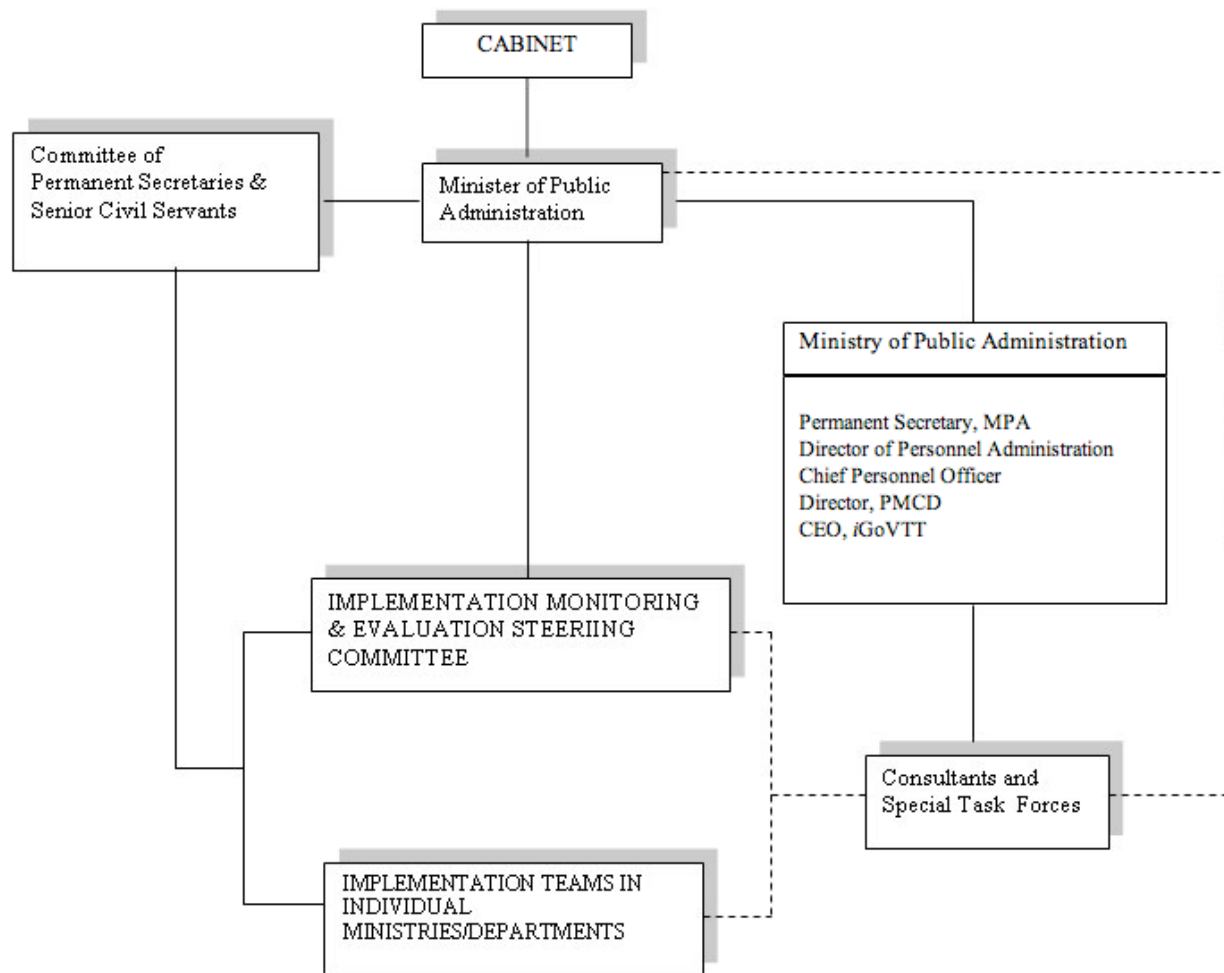 CABINET
Committee of
Permanent Secretaries &
Senior Civil Servants
Minister of Public
Administration
Ministry of Public Administration
Permanent Secretary, MPA
Director of Personnel Administration
Chief Personnel Officer
Director, PMCD
CEO, iGoVTT
IMPLEMENTATION MONITORING
& EVALUATION STEERIING
COMMITTEE
Consultants and
Special Task Forces
IMPLEMENTATION TEAMS IN
INDIVIDUAL
MINISTRIES/DEPARTMENTS